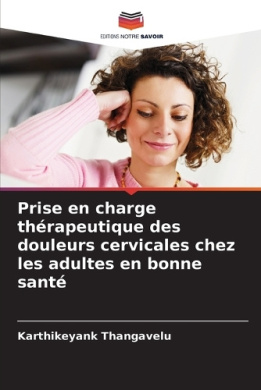 EDITIONS NOTRE SAVOIR
Prise en charge
thérapeutique des
douleurs cervicales chez
les adultes en bonne
santé
Karthikeyank Thangavelu